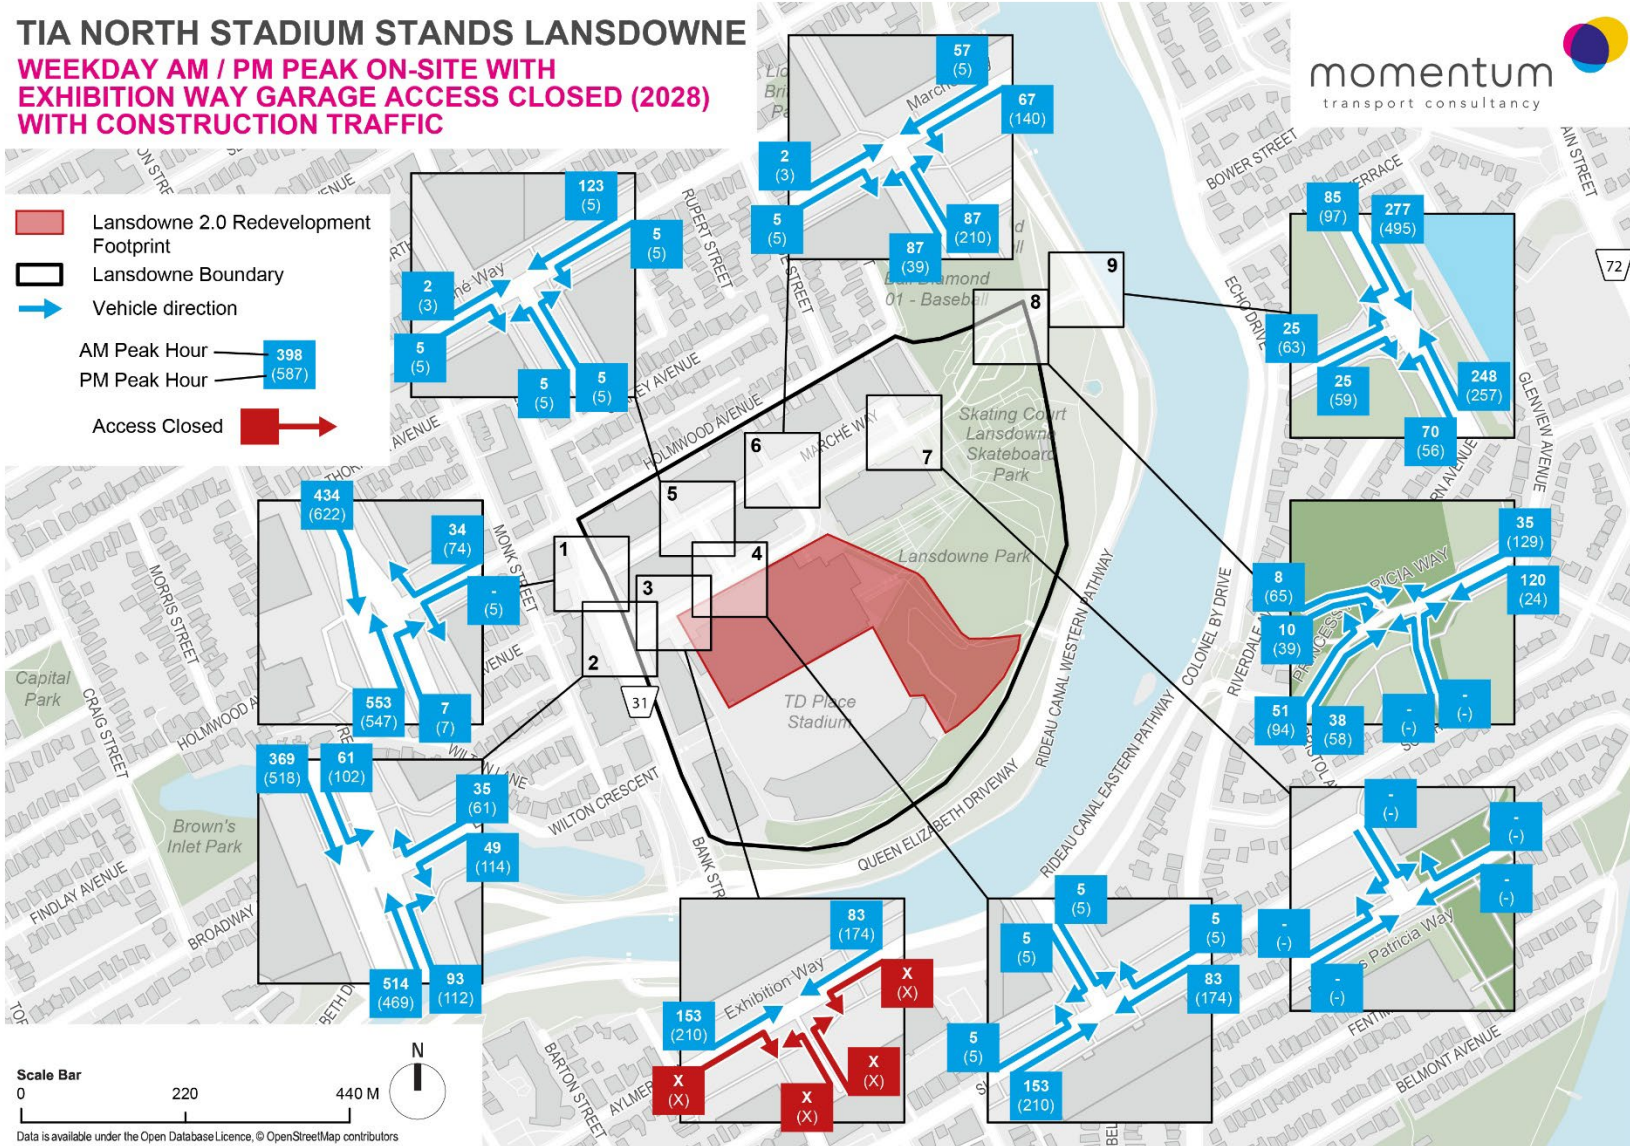 TIA NORTH STADIUM STANDS LANSDOWNE
WEEKDAY AM / PM PEAK ON-SITE WITH
EXHIBITION WAY GARAGE ACCESS CLOSED (2028)
WITH CONSTRUCTION TRAFFIC
momentum
transport consultancy
Lansdowne 2.0 Redevelopment
Footprint
Lansdowne Boundary
Vehicle direction
AM Peak Hour
PM Peak Hour
398
(587)
Access Closed
123
(5)
5
(5)
2
(3)
5
(5)
5
(5)
5
(5)
57
(5)
67
(140)
2
(3)
5
(5)
87
(39)
87
(210)
85
(97)
277
(495)
25
(63)
25
(59)
70
(56)
248
(257)
434
(622)
34
(74)
-
(5)
553
(547)
7
(7)
369
(518)
61
(102)
35
(61)
49
(114)
514
(469)
93
(112)
35
(129)
120
(24)
8
(65)
10
(39)
51
(94)
38
(58)
-
(-)
-
(-)
-
(-)
-
(-)
-
(-)
-
(-)
-
(-)
83
(174)
X
(X)
153
(210)
X
(X)
X
(X)
X
(X)
5
(5)
5
(5)
5
(5)
83
(174)
5
(5)
153
(210)
1
2
3
4
5
6
7
8
9
31
72
RUPERT STREET
HOLMWOOD AVENUE
MARCHÉ WAY
Ball Diamond
01 - Baseball
Skating Court
Lansdowne
Skateboard
Park
Lansdowne Park
TD Place
Stadium
BOWER STREET
ECHO DRIVE
GLENVIEW AVENUE
COLONEL BY DRIVE
RIDEAU CANAL WESTERN PATHWAY
RIDEAU CANAL EASTERN PATHWAY
QUEEN ELIZABETH DRIVEWAY
MONK STREET
MORRIS STREET
CRAIG STREET
Capital
Park
Brown's
Inlet Park
FINDLAY AVENUE
BROADWAY
WILTON CRESCENT
WILTON LANE
BARTON STREET
Exhibition Way
BELMONT AVENUE
Scale Bar
0
220
440 M
N
Data is available under the Open Database Licence, © OpenStreetMap contributors